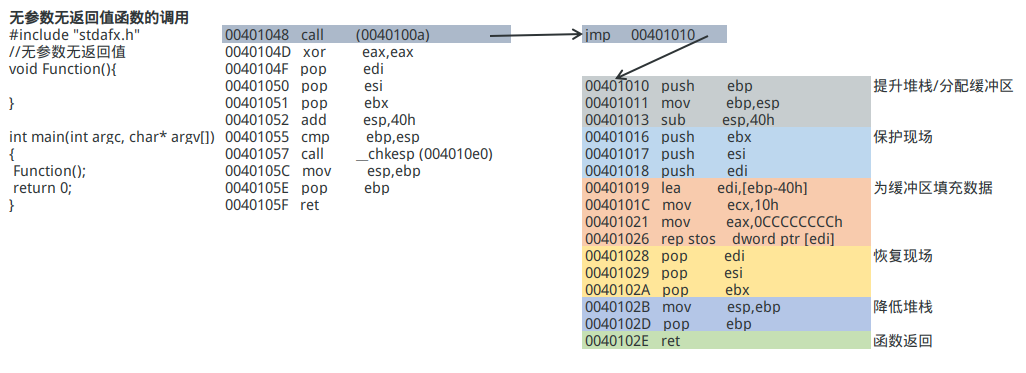 无参数无返回值函数的调用
#include "stdafx.h"
//无参数无返回值
void Function(){
}
int main(int argc, char* argv[])
{
Function();
return 0;
}
00401048 call (0040100a)
0040104D xor eax,eax
0040104F pop edi
00401050 pop esi
00401051 pop ebx
00401052 add esp,40h
00401055 cmp ebp,esp
00401057 call __chkesp (004010e0)
0040105C mov esp,ebp
0040105E pop ebp
0040105F ret
jmp 00401010
00401010 push ebp 提升堆栈/分配缓冲区
00401011 mov ebp,esp
00401013 sub esp,40h
00401016 push ebx 保护现场
00401017 push esi
00401018 push edi
00401019 lea edi,[ebp-40h] 为缓冲区填充数据
0040101C mov ecx,10h
00401021 mov eax,0CCCCCCCCh
00401026 rep stos dword ptr [edi]
00401028 pop edi 恢复现场
00401029 pop esi
0040102A pop ebx
0040102B mov esp,ebp 降低堆栈
0040102D pop ebp
0040102E ret 函数返回